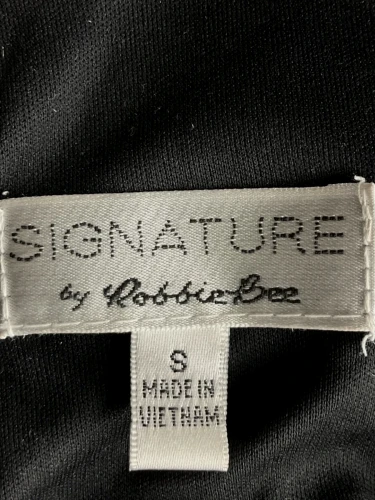 SIGNATURE
by Robbie Bee
S
MADE IN
VIETNAM